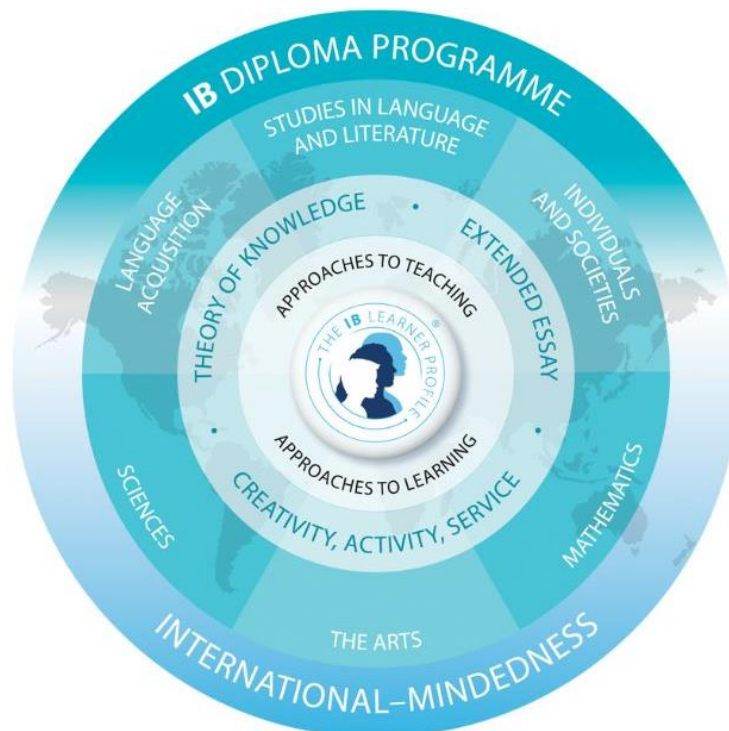 IB DIPLOMA PROGRAMME
STUDIES IN LANGUAGE
AND LITERATURE
LANGUAGE
ACQUISITION
INDIVIDUALS
AND SOCIETIES
THEORY OF KNOWLEDGE •
EXTENDED ESSAY •
APPROACHES TO TEACHING
THE IB LEARNER PROFILE ®
APPROACHES TO LEARNING
CREATIVITY, ACTIVITY, SERVICE •
SCIENCES
MATHEMATICS
THE ARTS
INTERNATIONAL–MINDEDNESS